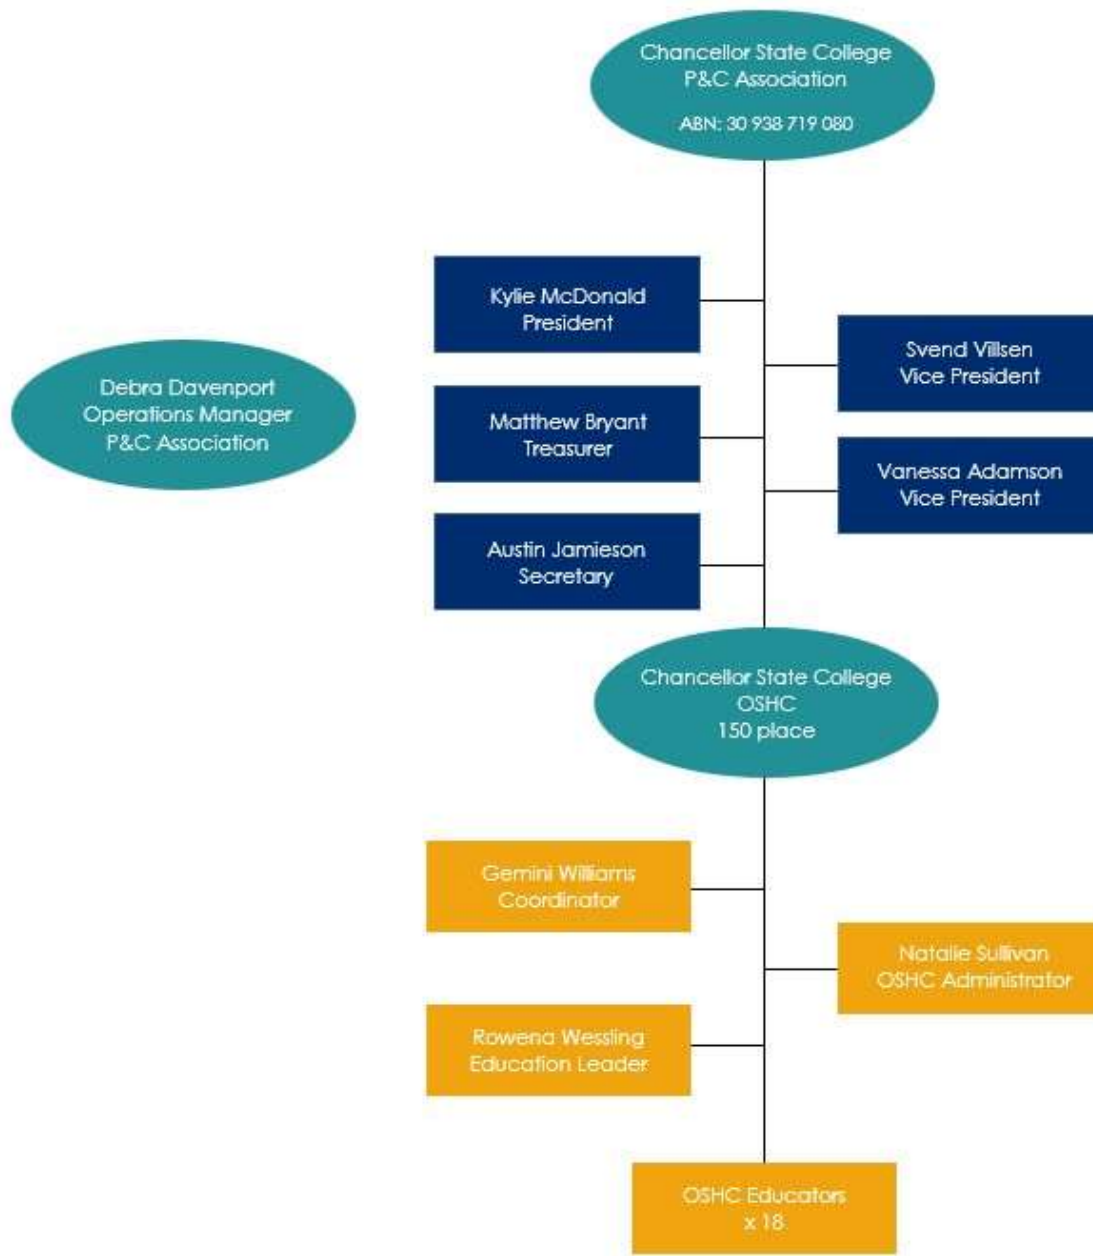 Chancellor State College
P&C Association
ABN: 30 938 719 080
Kylie McDonald
President
Svend Villsen
Vice President
Debra Davenport
Operations Manager
P&C Association
Matthew Bryant
Treasurer
Vanessa Adamson
Vice President
Austin Jamieson
Secretary
Chancellor State College
OSHC
150 place
Gemini Williams
Coordinator
Natalie Sullivan
OSHC Administrator
Rowena Wessling
Education Leader
OSHC Educators
x 18